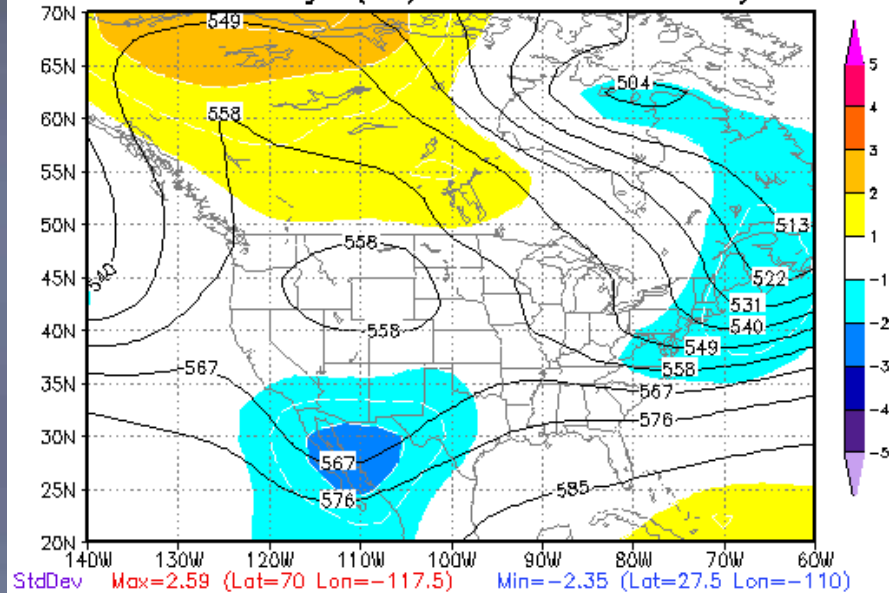 70N
65N
60N
55N
50N
45N
40N
35N
30N
25N
20N
140W
130W
120W
110W
100W
90W
80W
70W
60W
549
504
558
513
558
540
522
531
558
540
549
567
558
567
576
567
576
585
5
4
3
2
1
-1
-2
-3
-4
-5
StdDev Max=2.59 (Lat=70 Lon=-117.5) Min=-2.35 (Lat=27.5 Lon=-110)